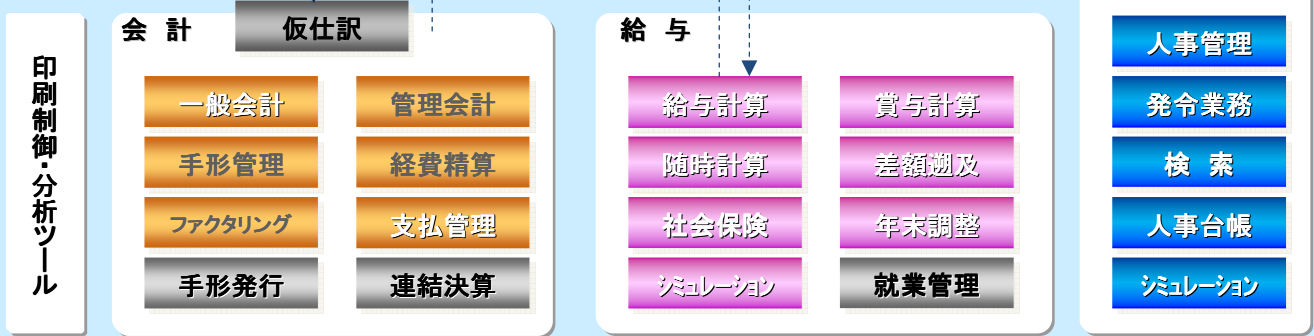 印刷制御・分析ツール
会 計
仮仕訳
一般会計
管理会計
手形管理
経費精算
ファクタリング
支払管理
手形発行
連結決算
給 与
給与計算
賞与計算
随時計算
差額遡及
社会保険
年末調整
シミュレーション
就業管理
人事管理
発令業務
検 索
人事台帳
シミュレーション